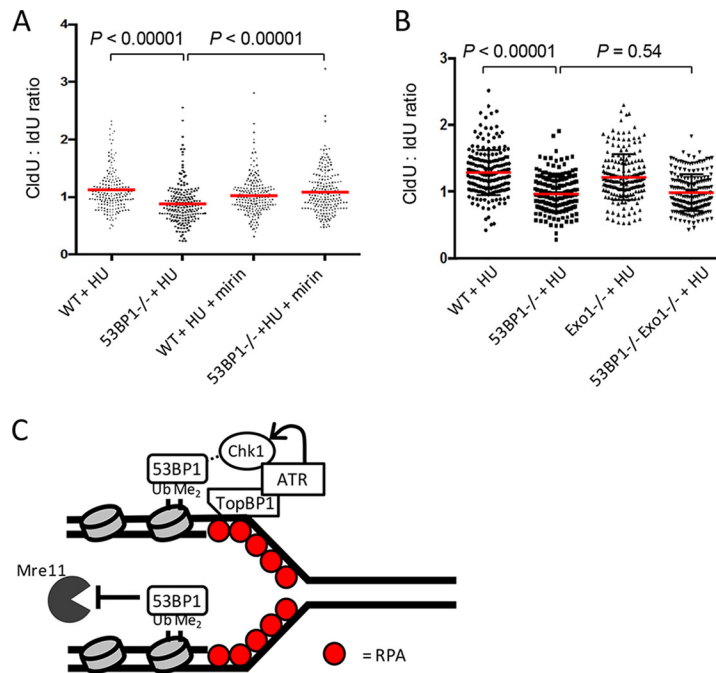 A
P < 0.00001
P < 0.00001
CldU : IdU ratio
4
3
2
1
0
WT + HU
53BP1-/- + HU
WT + HU + mirin
53BP1-/- +HU + mirin
B
P < 0.00001
P = 0.54
CldU : IdU ratio
3
2
1
0
WT + HU
53BP1-/- + HU
Exo1-/- + HU
53BP1-/- Exo1-/- + HU
C
Chk1
53BP1
ATR
Ub Me2
TopBP1
Mre11
53BP1
Ub Me2
= RPA